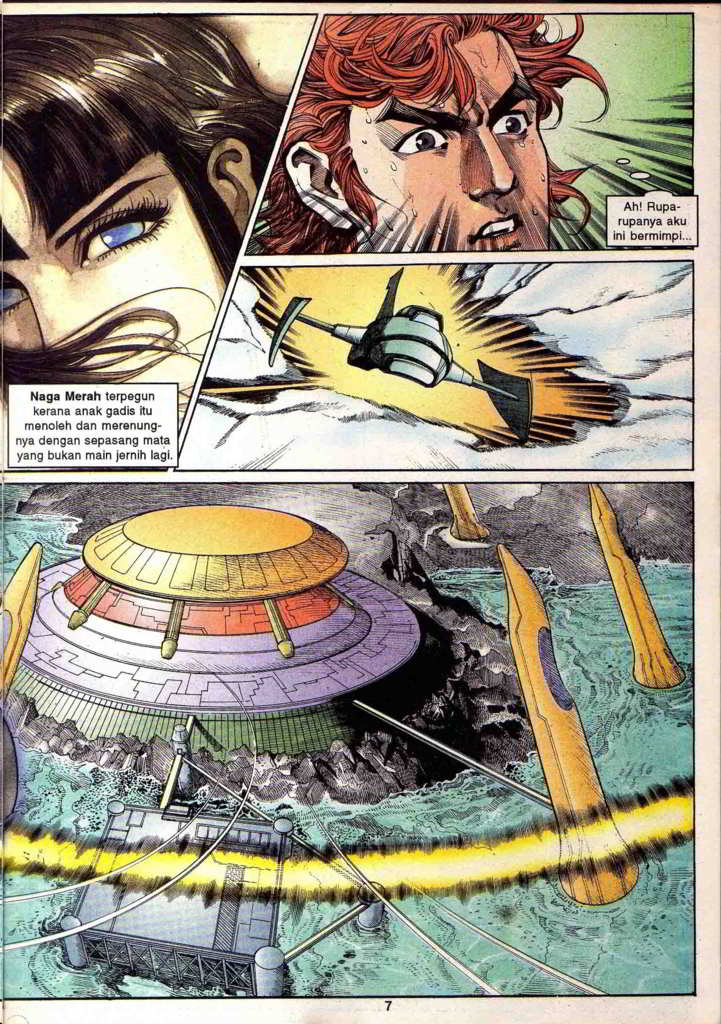 Naga Merah terpegun
kerana anak gadis itu
menoleh dan merenung-
nya dengan sepasang mata
yang bukan main jernih lagi.
Ah! Rupa-
rupanya aku
ini bermimpi...
7